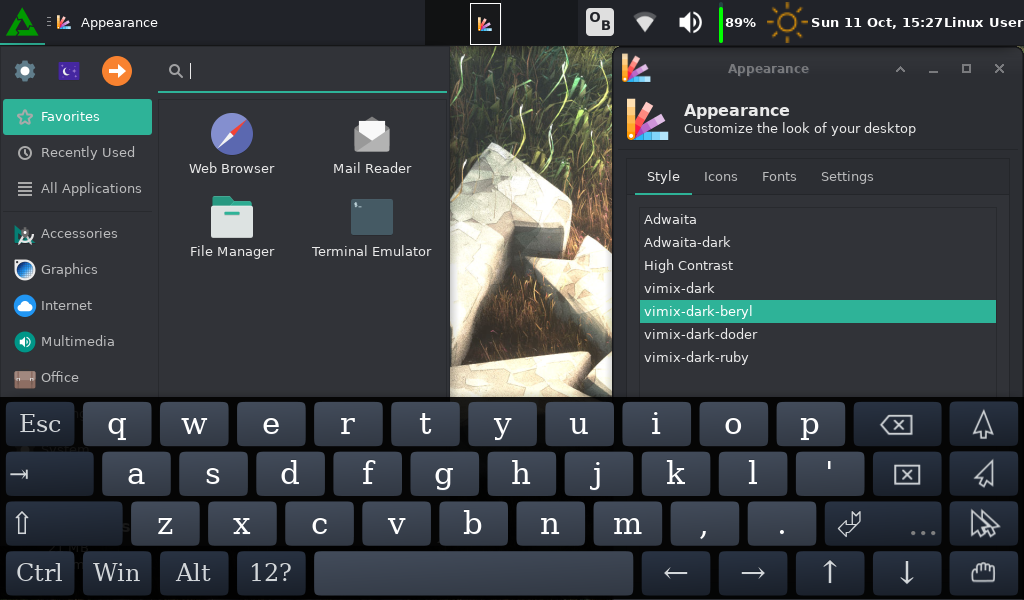 Appearance
O B
89%
Sun 11 Oct, 15:27
Linux User
Favorites
Recently Used
All Applications
Accessories
Graphics
Internet
Multimedia
Office
Web Browser
Mail Reader
File Manager
Terminal Emulator
Appearance
Appearance
Customize the look of your desktop
Style Icons Fonts Settings
Adwaita
Adwaita-dark
High Contrast
vimix-dark
vimix-dark-beryl
vimix-dark-doder
vimix-dark-ruby
Esc q w e r t y u i o p
a s d f g h j k l '
z x c v b n m , . ...
Ctrl Win Alt 12?